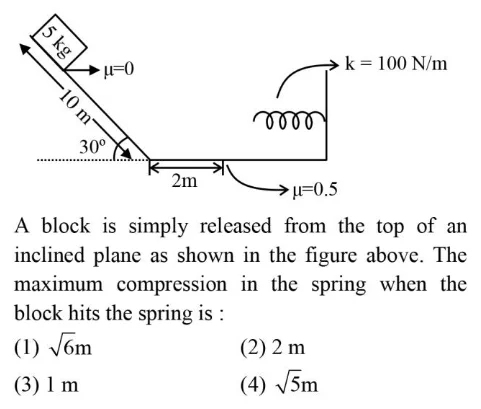 5 kg
μ=0
k = 100 N/m
10 m
30°
2m
μ=0.5
A block is simply released from the top of an
inclined plane as shown in the figure above. The
maximum compression in the spring when the
block hits the spring is :
(1) √6m (2) 2 m
(3) 1 m (4) √5m